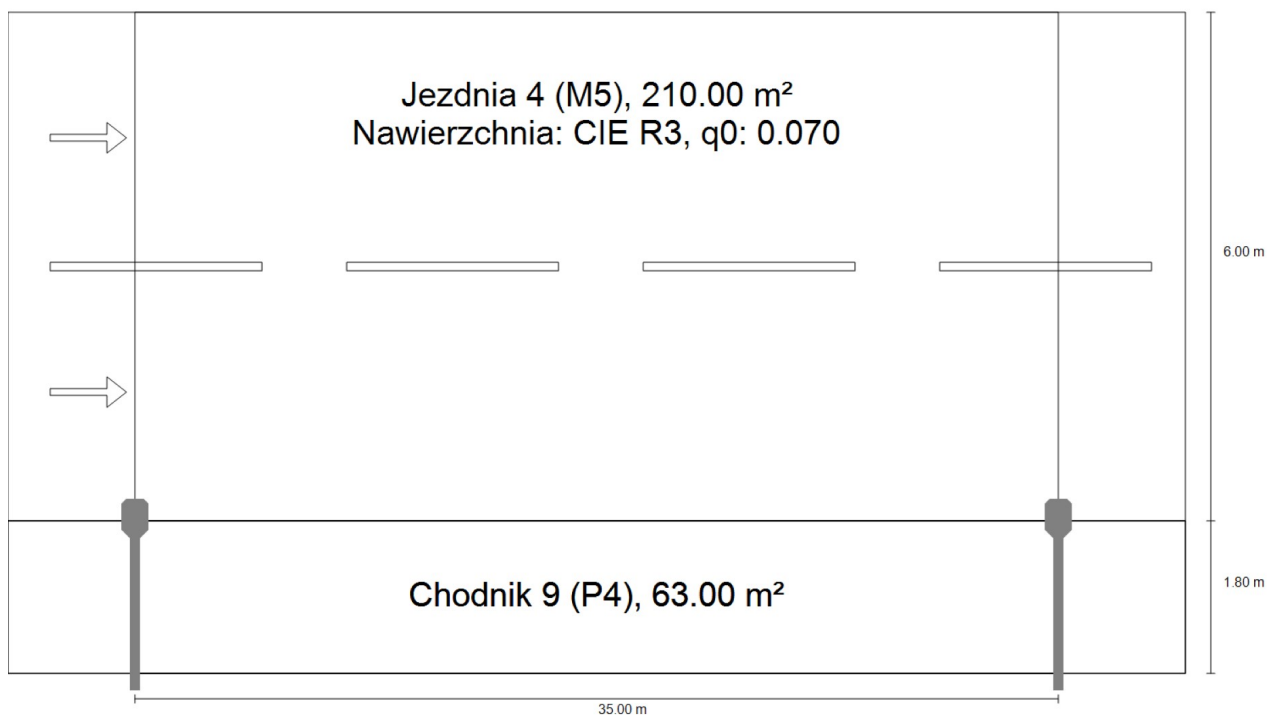 Jezdnia 4 (M5), 210.00 m²
Nawierzchnia: CIE R3, q0: 0.070
6.00 m
Chodnik 9 (P4), 63.00 m²
1.80 m
35.00 m